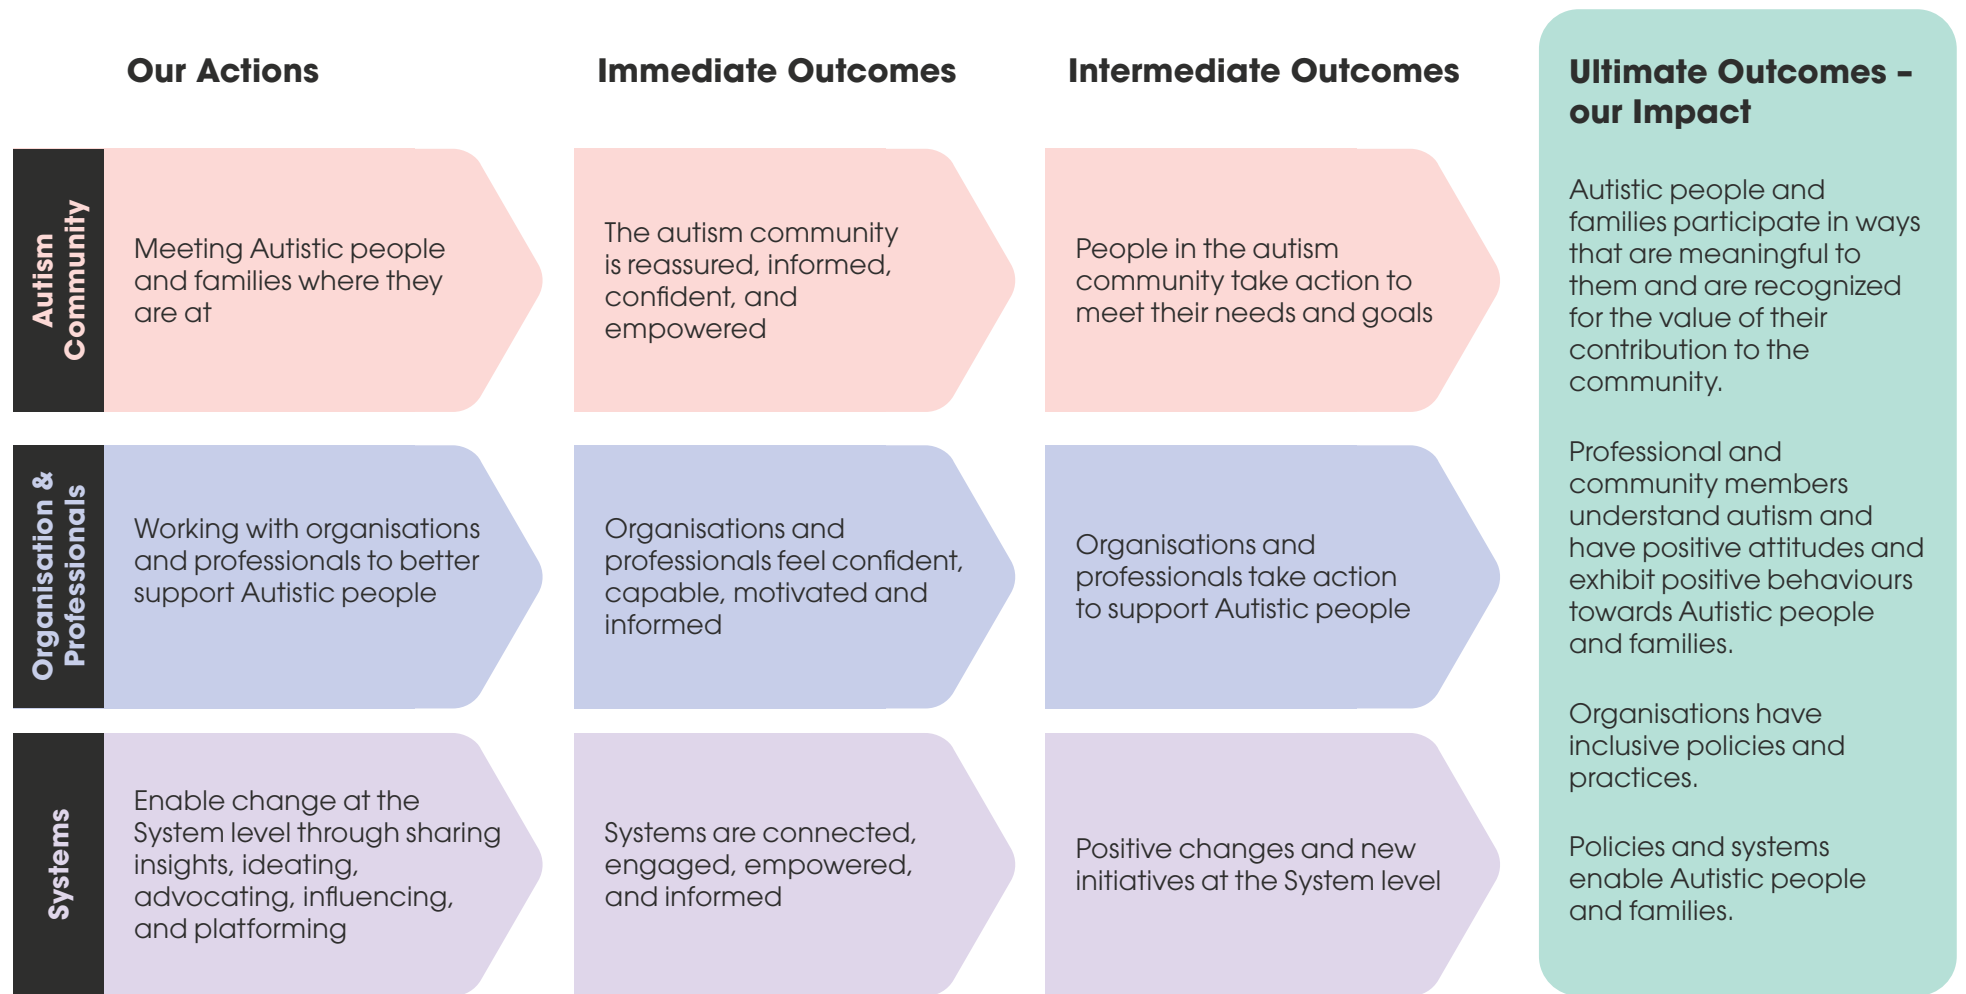 Our Actions
Immediate Outcomes
Intermediate Outcomes
Ultimate Outcomes –
our Impact
Autism
Community
Meeting Autistic people
and families where they
are at
The autism community
is reassured, informed,
confident, and
empowered
People in the autism
community take action to
meet their needs and goals
Organisation &
Professionals
Working with organisations
and professionals to better
support Autistic people
Organisations and
professionals feel confident,
capable, motivated and
informed
Organisations and
professionals take action
to support Autistic people
Systems
Enable change at the
System level through sharing
insights, ideating,
advocating, influencing,
and platforming
Systems are connected,
engaged, empowered,
and informed
Positive changes and new
initiatives at the System level
Autistic people and
families participate in ways
that are meaningful to
them and are recognized
for the value of their
contribution to the
community.
Professional and
community members
understand autism and
have positive attitudes and
exhibit positive behaviours
towards Autistic people
and families.
Organisations have
inclusive policies and
practices.
Policies and systems
enable Autistic people
and families.